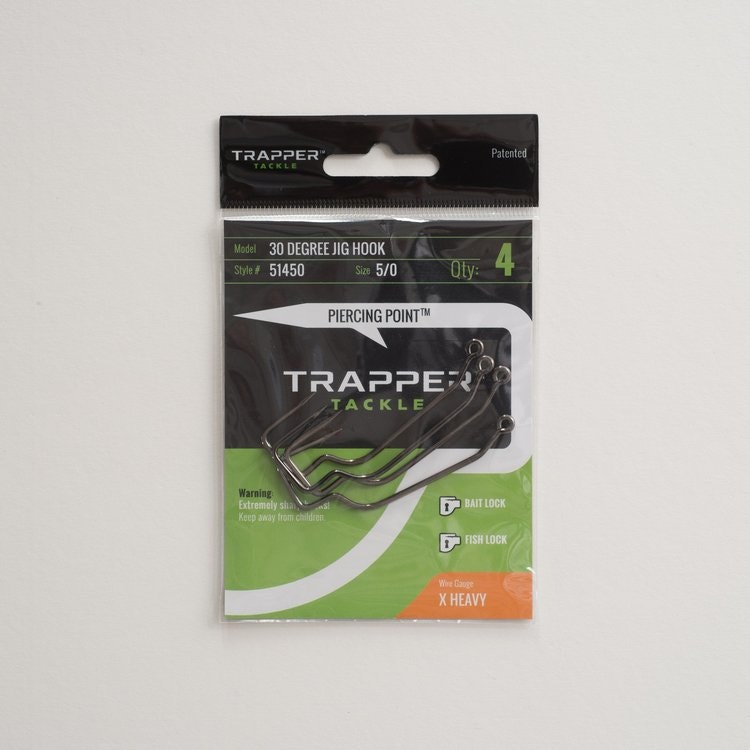 TRAPPER™
TACKLE
Patented
Model 30 DEGREE JIG HOOK
Style # 51450 Size 5/0 Qty: 4
PIERCING POINT™
TRAPPER
TACKLE
Warning:
Extremely sharp hooks!
Keep away from children.
BAIT LOCK
FISH LOCK
Wire Gauge
X HEAVY